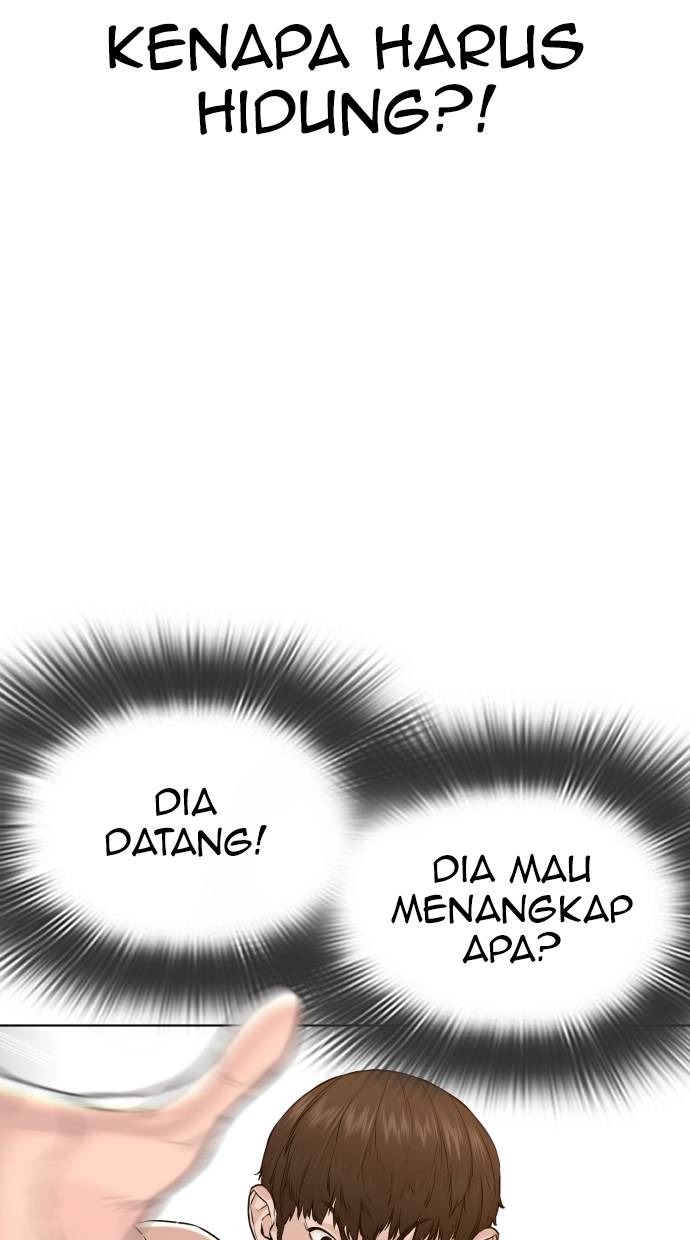 KENAPA HARUS
HIDUNG?!
DIA
DATANG!
DIA MAU
MENANGKAP
APA?